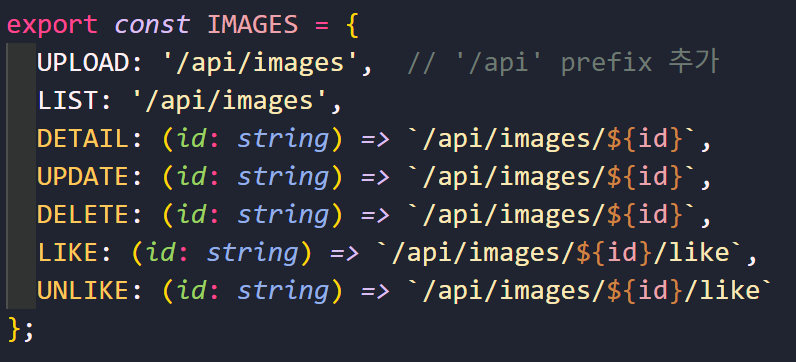 export const IMAGES = {
  UPLOAD: '/api/images',  // '/api' prefix 추가
  LIST: '/api/images',
  DETAIL: (id: string) => `/api/images/${id}`,
  UPDATE: (id: string) => `/api/images/${id}`,
  DELETE: (id: string) => `/api/images/${id}`,
  LIKE: (id: string) => `/api/images/${id}/like`,
  UNLIKE: (id: string) => `/api/images/${id}/like`
};